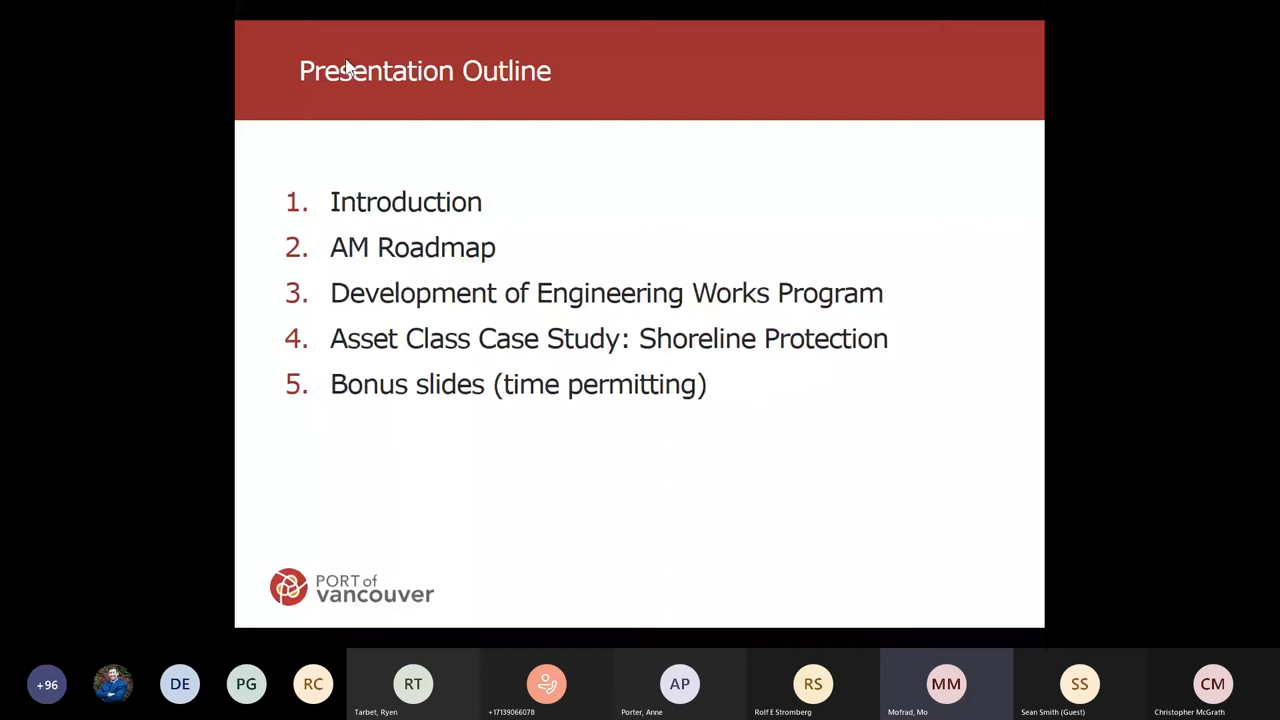 Presentation Outline
1. Introduction
2. AM Roadmap
3. Development of Engineering Works Program
4. Asset Class Case Study: Shoreline Protection
5. Bonus slides (time permitting)
PORT of
vancouver
+96
DE
PG
RC
RT
AP
RS
MM
SS
CM
Tarbet, Ryen
+17139066078
Porter, Anne
Rolf E Stromberg
Mofrad, Mo
Sean Smith (Guest)
Christopher McGrath